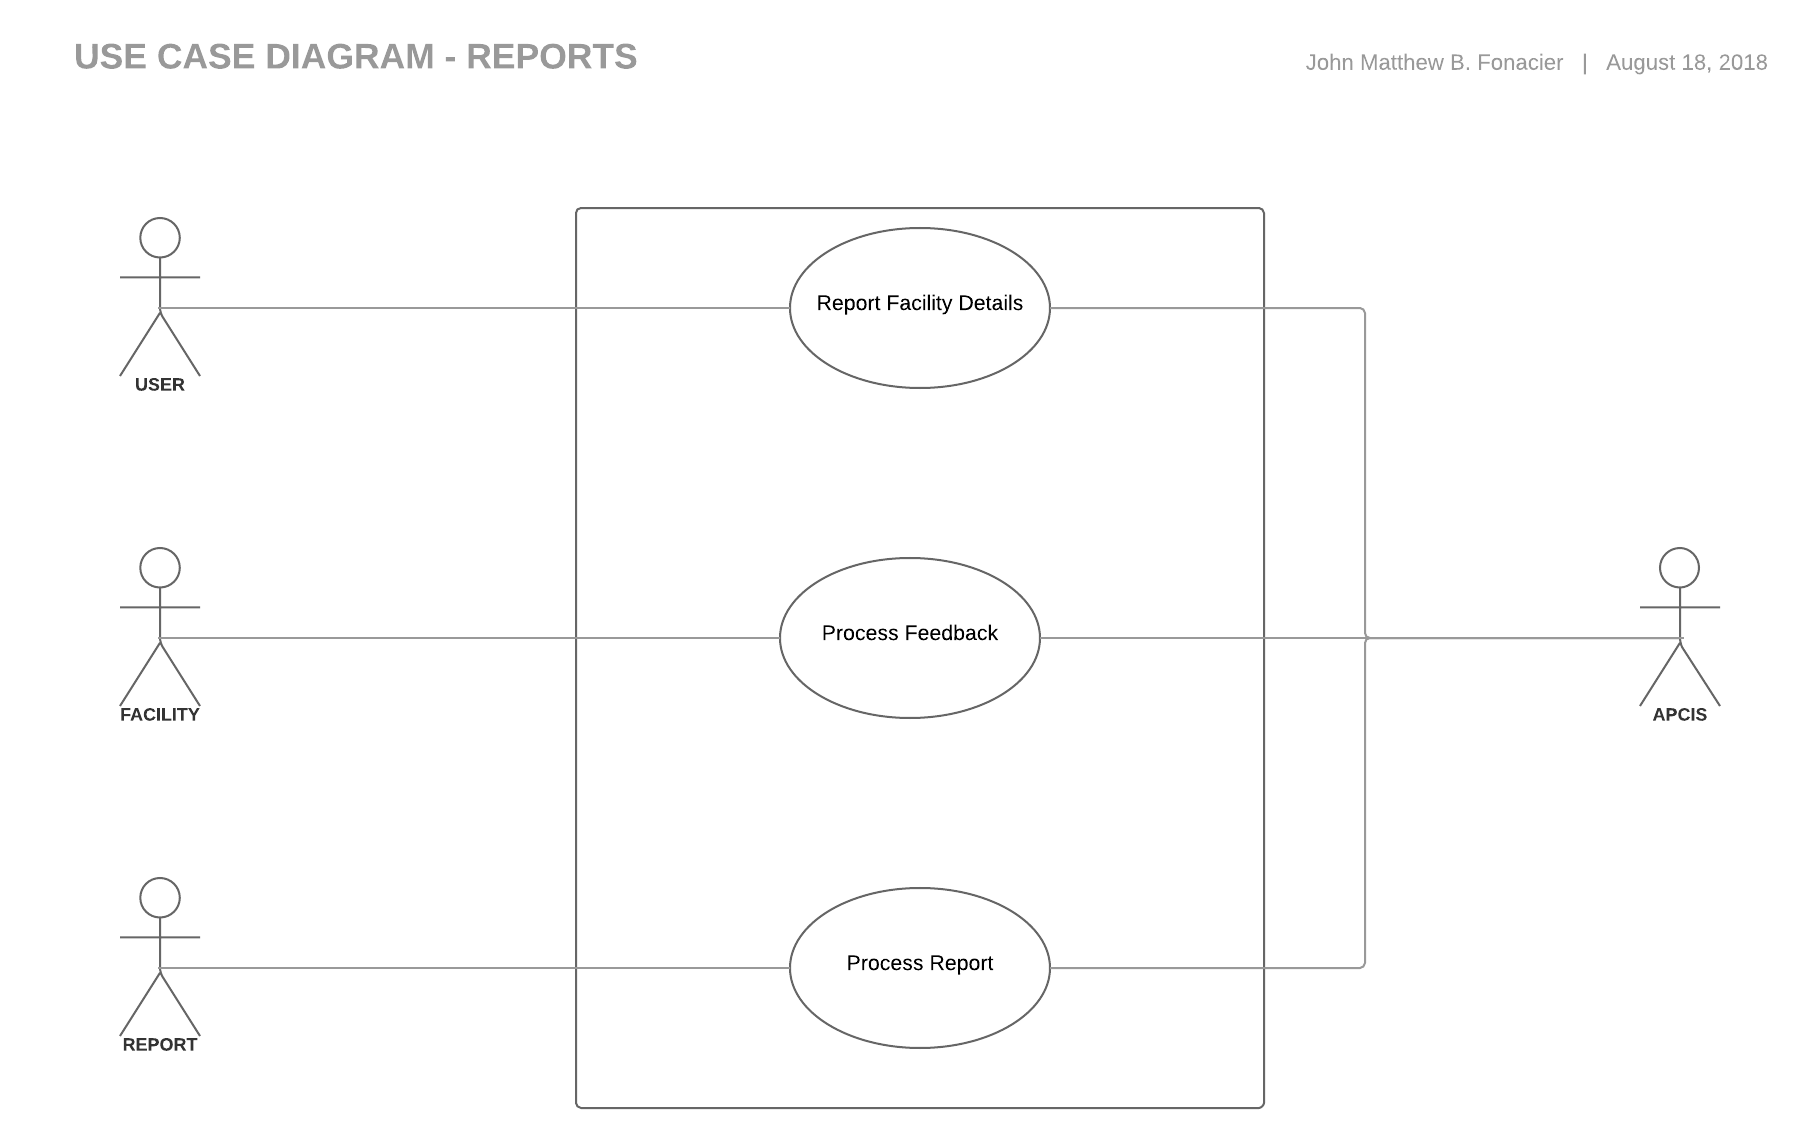 USE CASE DIAGRAM - REPORTS
John Matthew B. Fonacier | August 18, 2018
Report Facility Details
USER
Process Feedback
FACILITY
APCIS
Process Report
REPORT